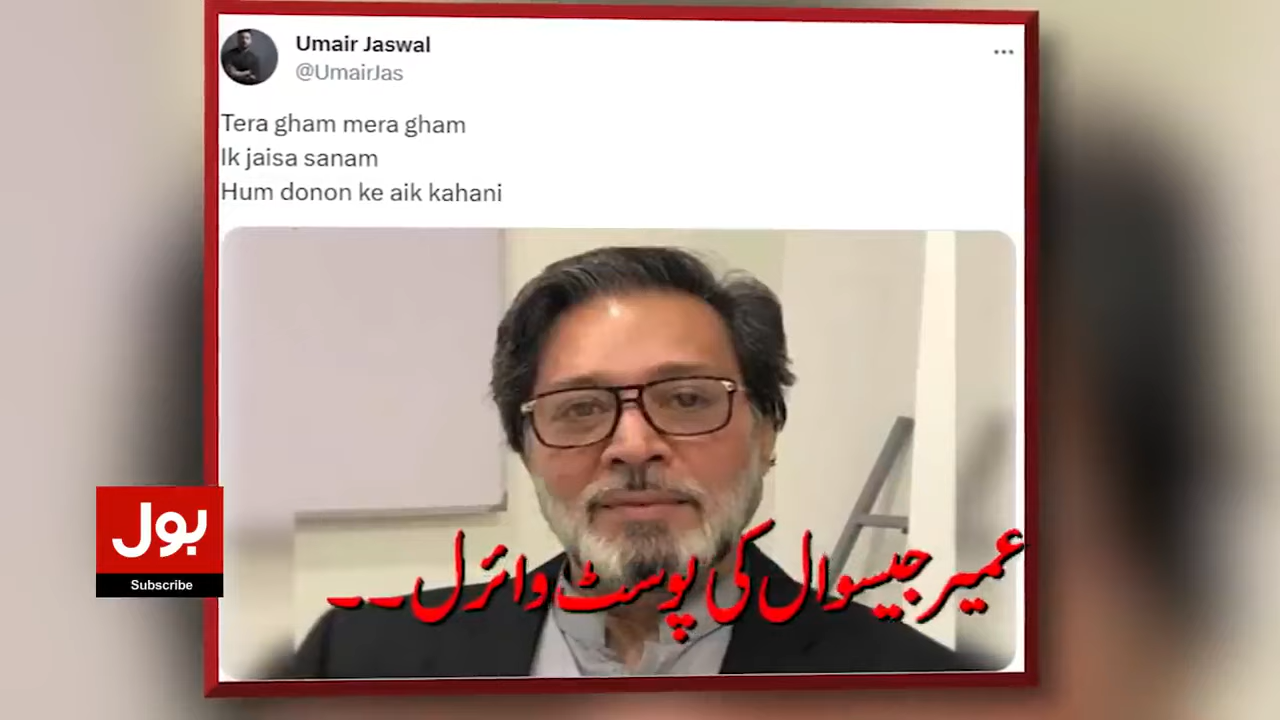 Umair Jaswal
@UmairJas
Tera gham mera gham
Ik jaisa sanam
Hum donon ke aik kahani
عمیر جیسوال کی پوسٹ وائرل۔۔
بول
Subscribe